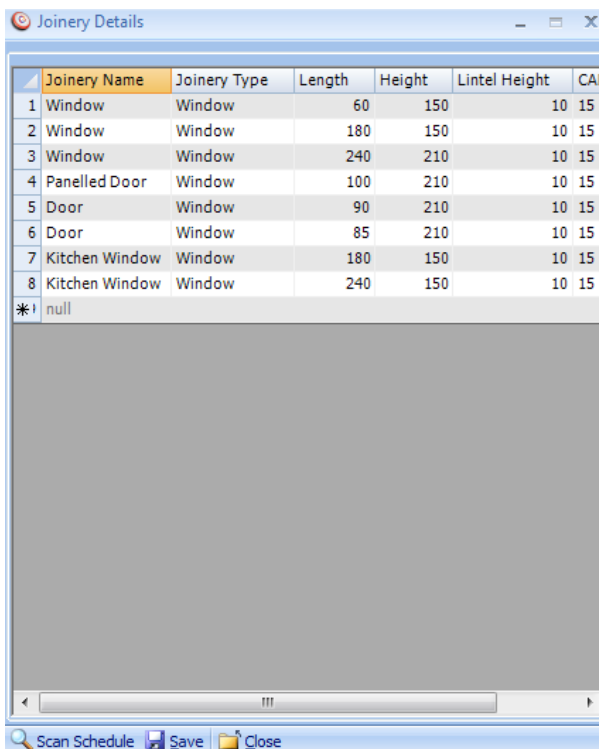 Joinery Details
Joinery Name Joinery Type Length Height Lintel Height CA
1 Window Window 60 150 10 15
2 Window Window 180 150 10 15
3 Window Window 240 210 10 15
4 Panelled Door Window 100 210 10 15
5 Door Window 90 210 10 15
6 Door Window 85 210 10 15
7 Kitchen Window Window 180 150 10 15
8 Kitchen Window Window 240 150 10 15
null
Scan Schedule Save Close